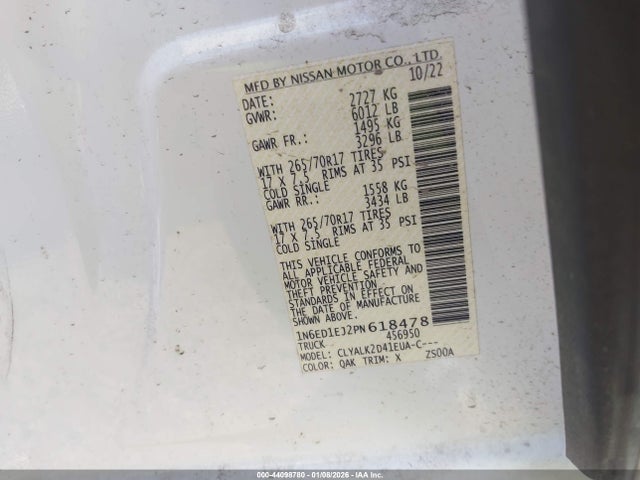 MFD BY NISSAN MOTOR CO., LTD.
DATE: 10/22
GVWR: 2727 KG
6012 LB
GAWR FR.: 1495 KG
3296 LB
WITH 265/70R17 TIRES
17 X 7.5 RIMS AT 35 PSI
COLD SINGLE
GAWR RR.: 1558 KG
3434 LB
WITH 265/70R17 TIRES
17 X 7.5 RIMS AT 35 PSI
COLD SINGLE
THIS VEHICLE CONFORMS TO
ALL APPLICABLE FEDERAL
MOTOR VEHICLE SAFETY AND
THEFT PREVENTION
STANDARDS IN EFFECT ON
THE DATE OF MANUFACTURE
SHOWN ABOVE.
1N6ED1EJ2PN618478
TRUCK 456950
MODEL: CLYALK2D41EUA-C---
COLOR: QAK TRIM: X ZS00A
000-44098780 - 01/08/2026 - IAA Inc.